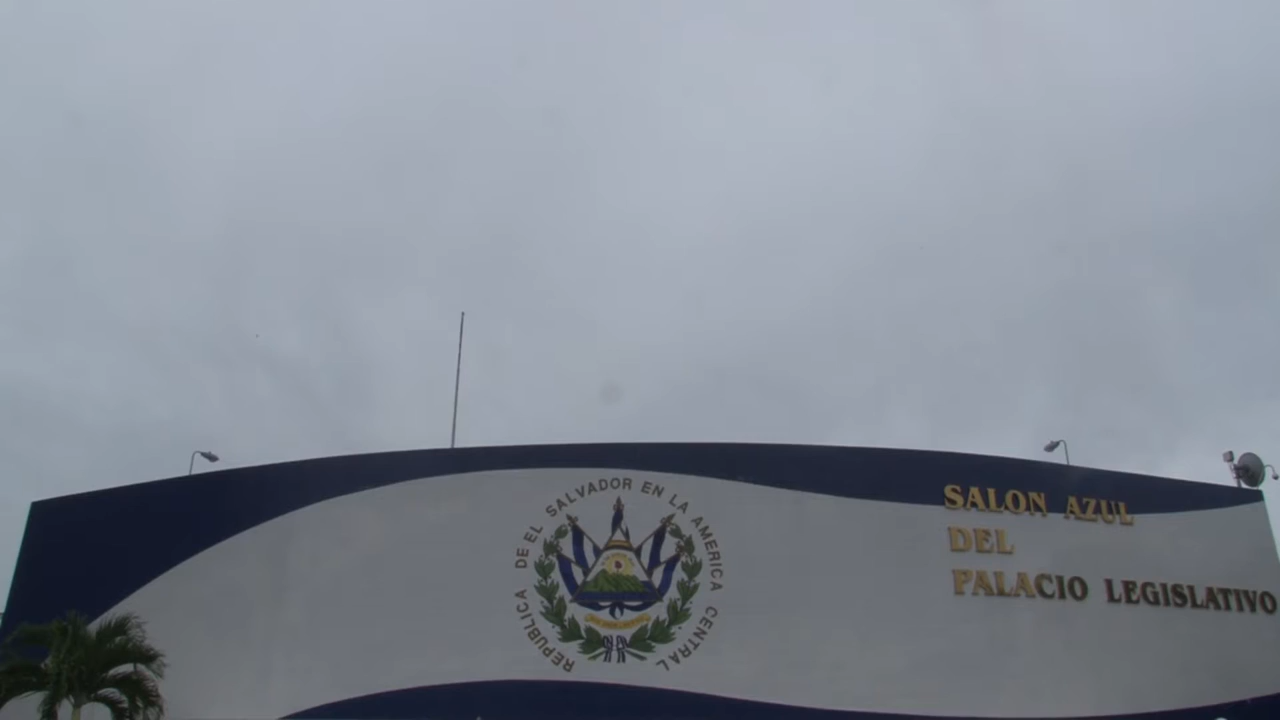 REPUBLICA DE EL SALVADOR EN LA AMERICA CENTRAL
SALON AZUL
DEL
PALACIO LEGISLATIVO